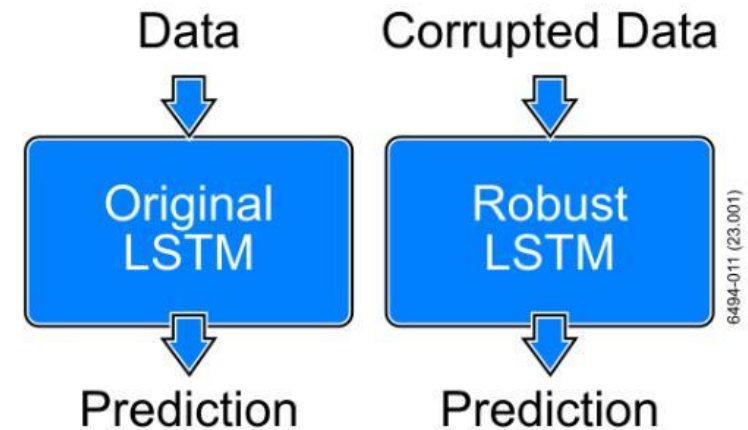 Data
Corrupted Data
Original
LSTM
Robust
LSTM
Prediction
Prediction
6494-011 (23.001)